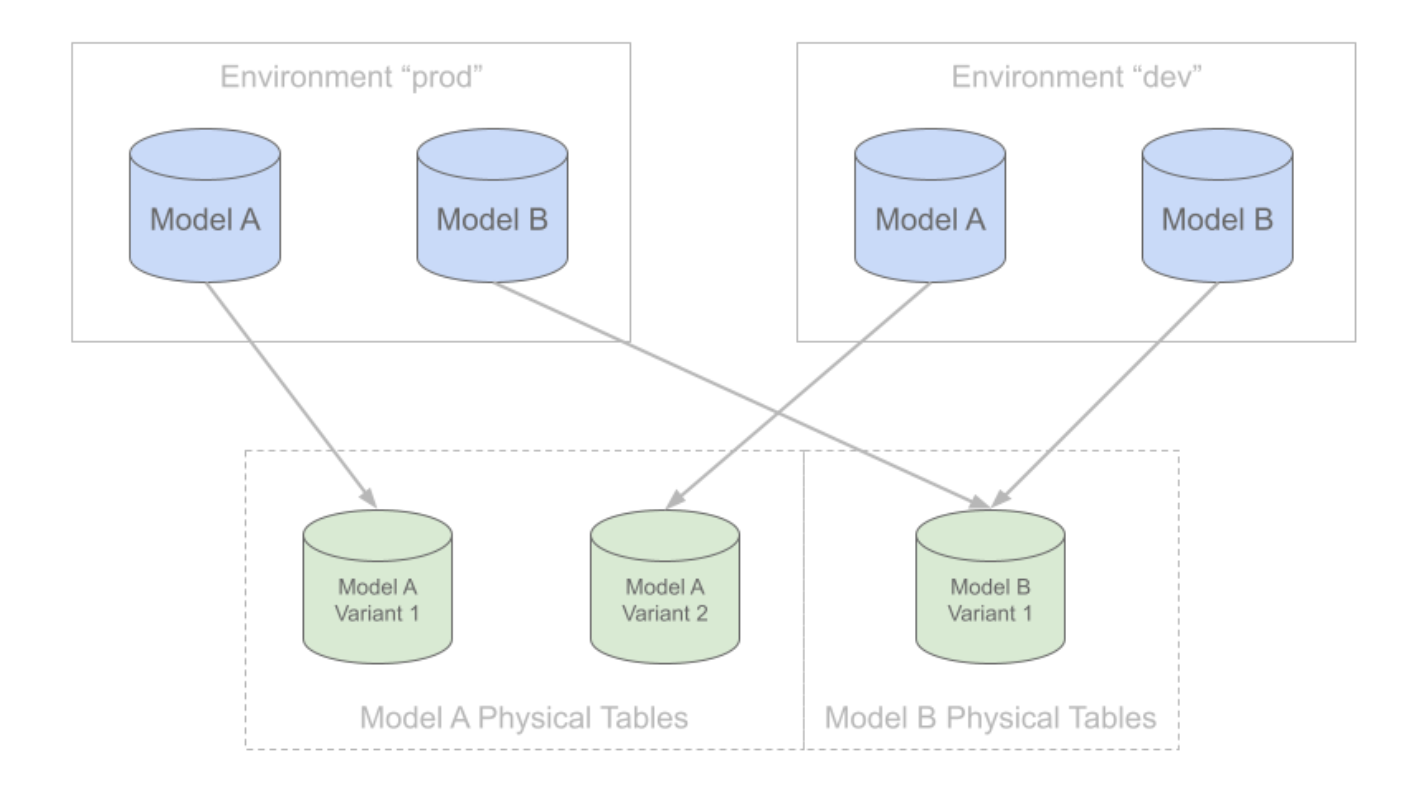 Environment “prod”
Environment “dev”
Model A
Model B
Model A
Model B
Model A
Variant 1
Model A
Variant 2
Model B
Variant 1
Model A Physical Tables
Model B Physical Tables